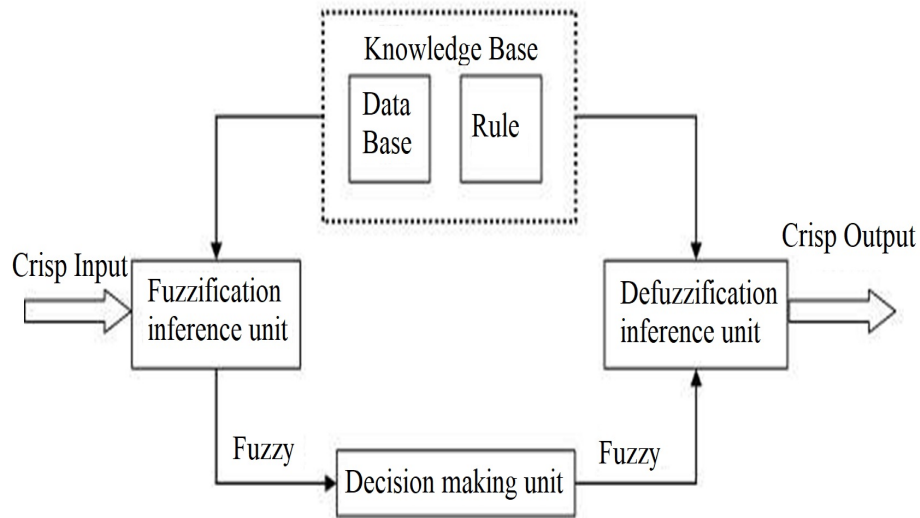 Knowledge Base
Data
Base
Rule
Crisp Input
Fuzzification
inference unit
Defuzzification
inference unit
Crisp Output
Fuzzy
Decision making unit
Fuzzy